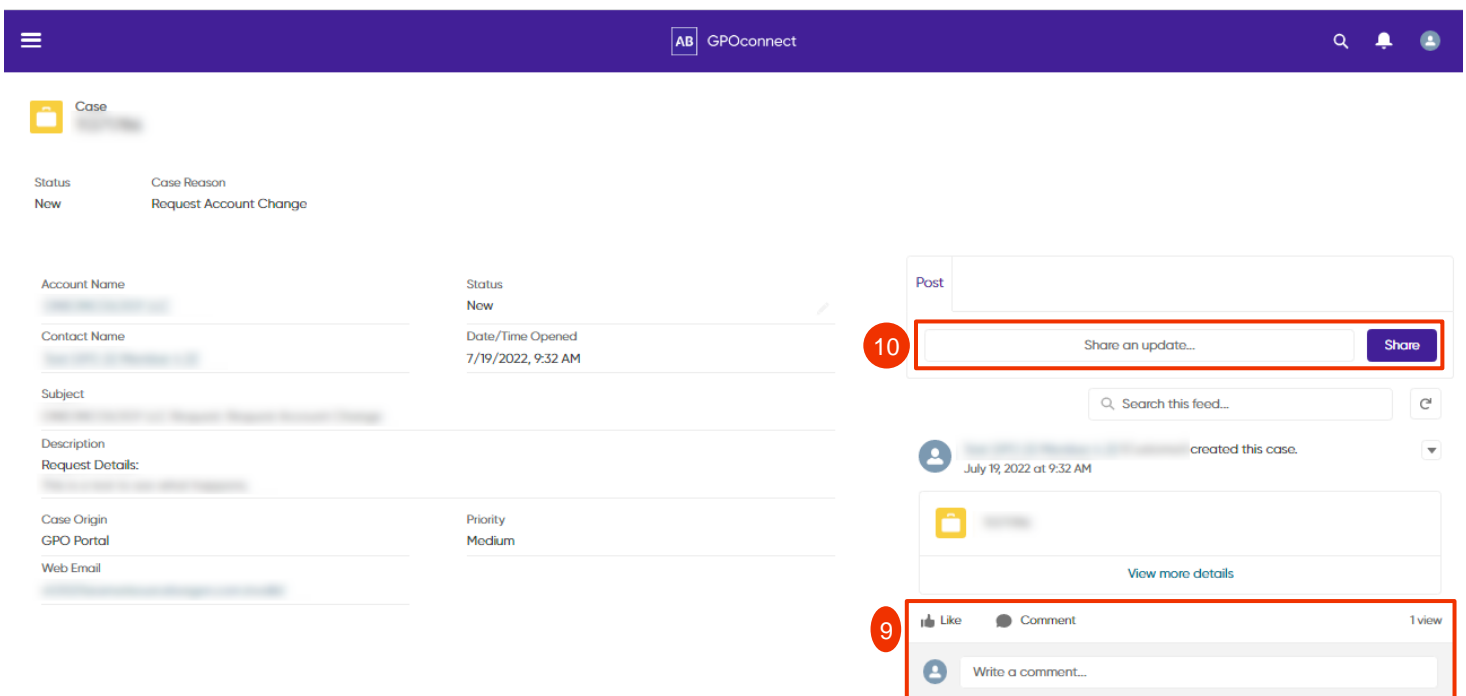 AB GPOconnect
Case
Status
New
Case Reason
Request Account Change
Account Name
Contact Name
Subject
Description
Request Details:
Case Origin
GPO Portal
Web Email
Status
New
Date/Time Opened
7/19/2022, 9:32 AM
Priority
Medium
Post
10
Share an update...
Share
Search this feed...
created this case.
July 19, 2022 at 9:32 AM
View more details
9
Like
Comment
1 view
Write a comment...